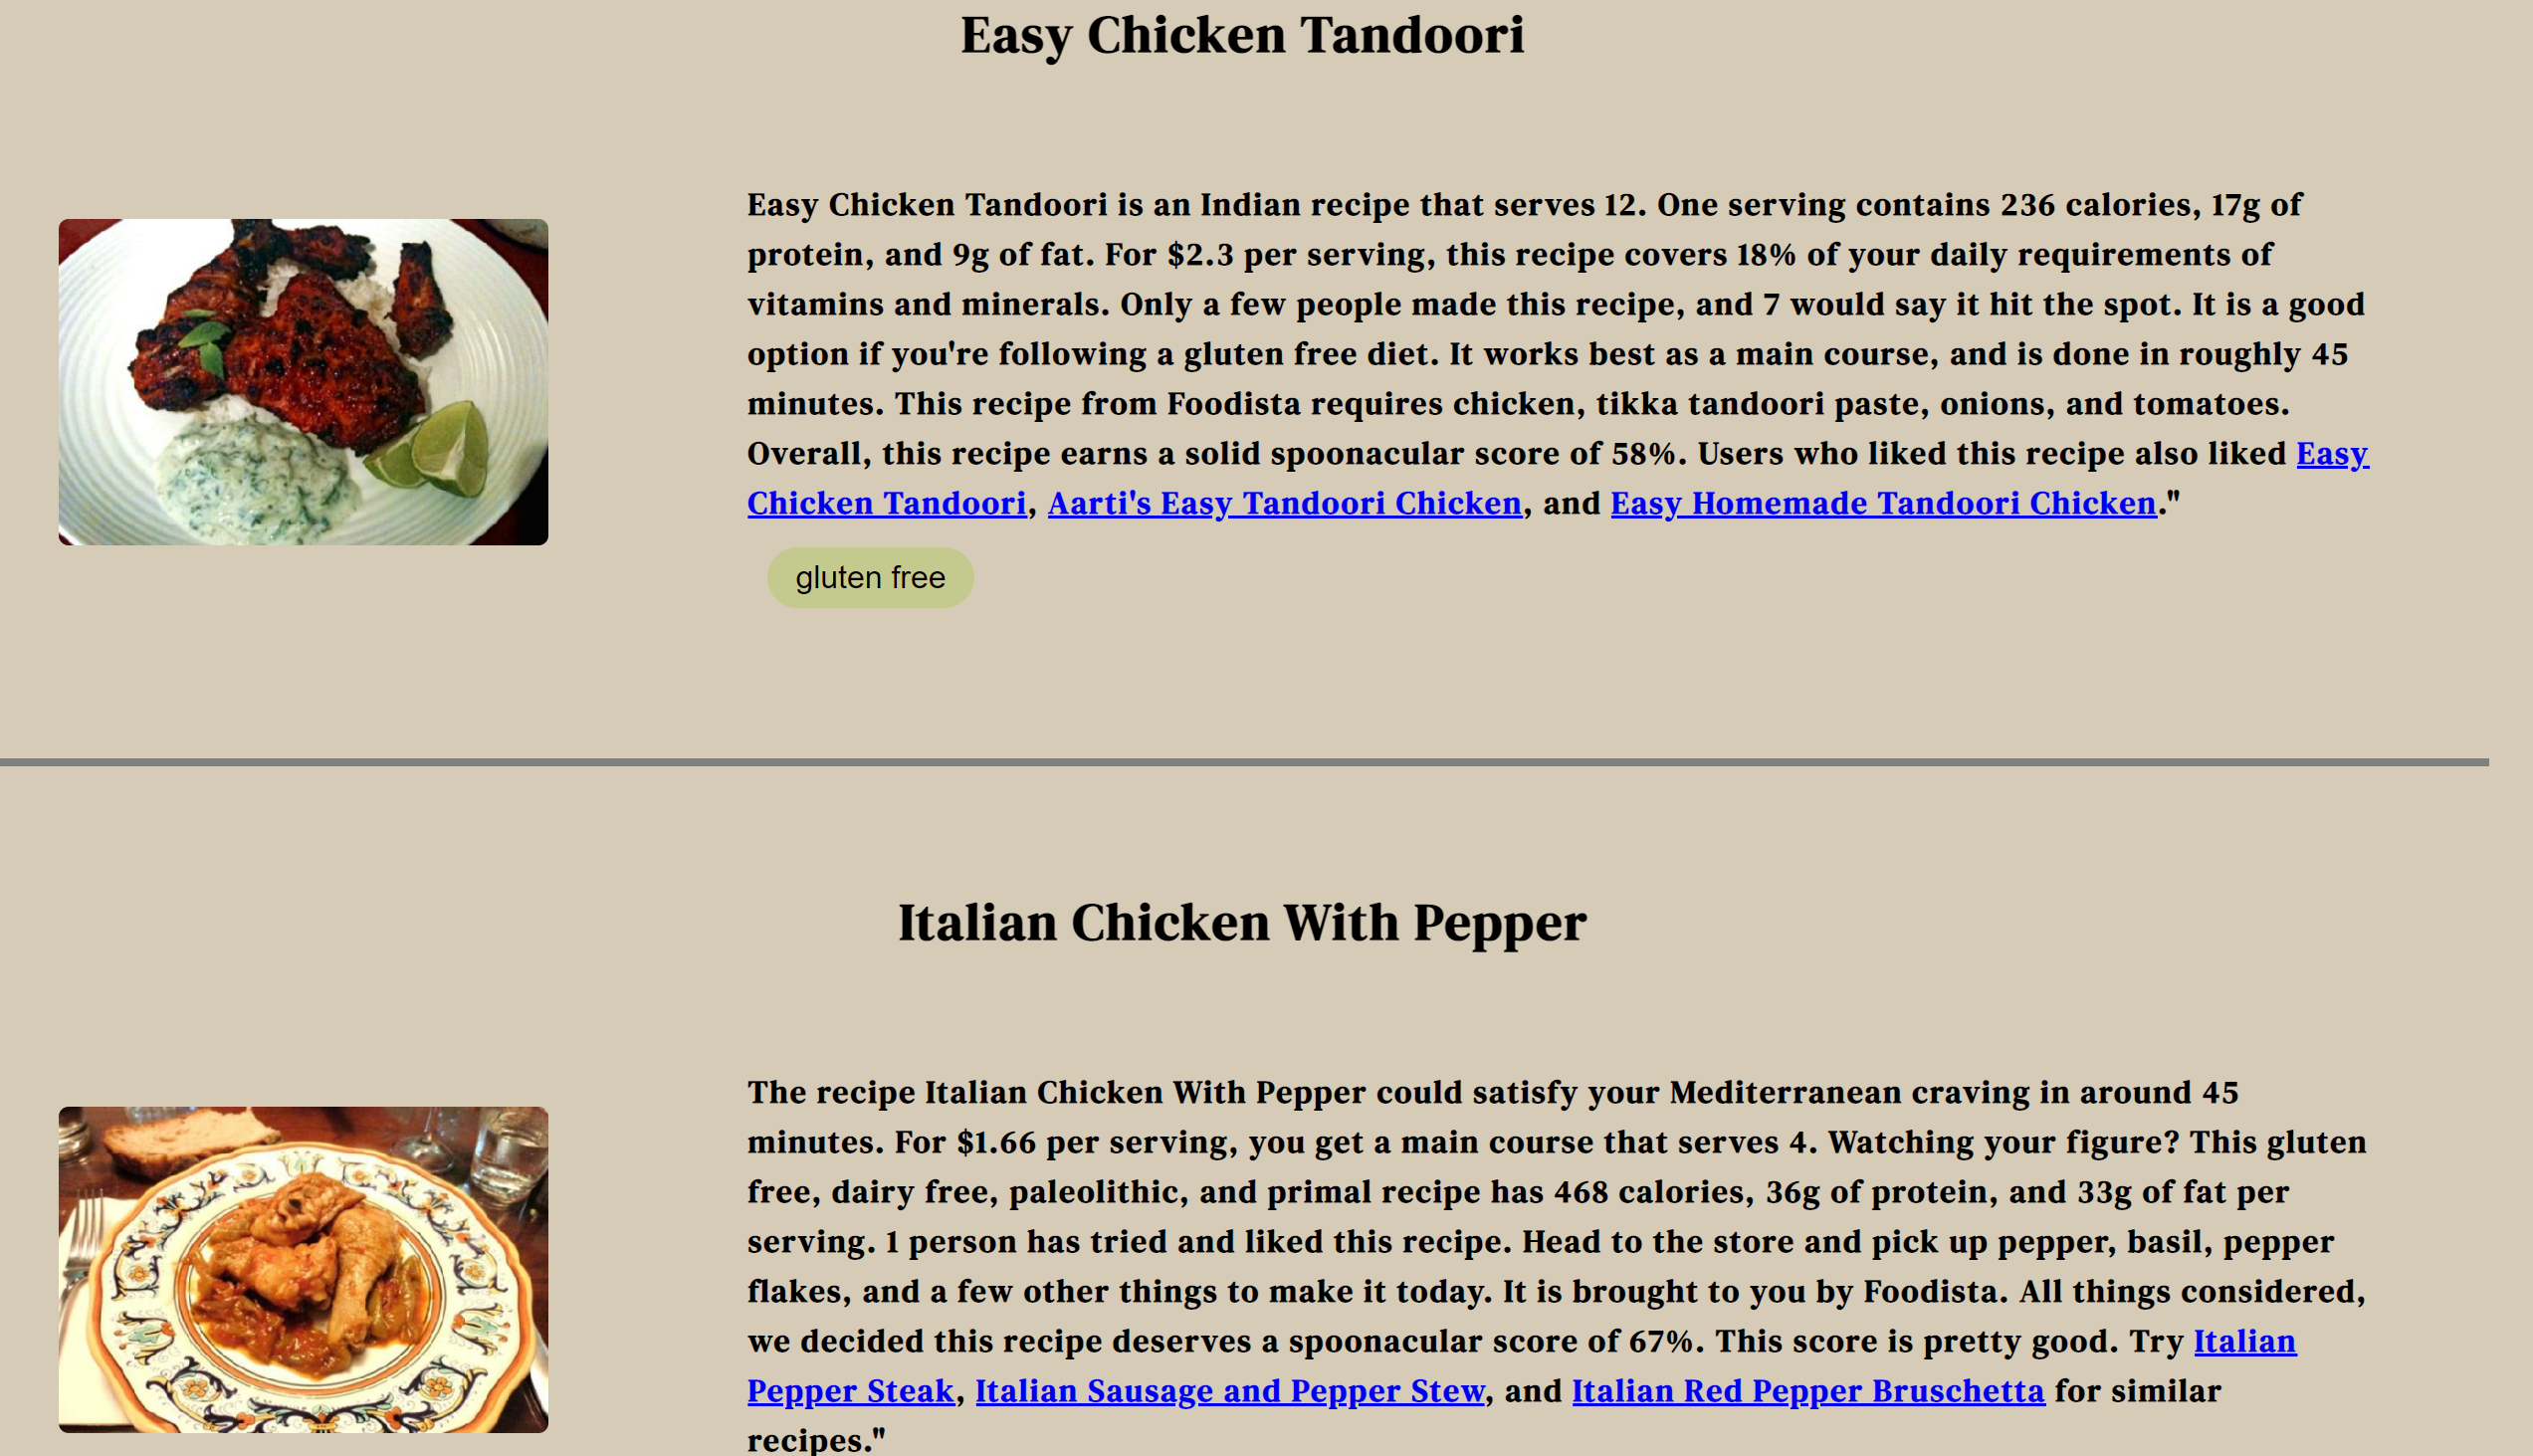 Easy Chicken Tandoori
Easy Chicken Tandoori is an Indian recipe that serves 12. One serving contains 236 calories, 17g of
protein, and 9g of fat. For $2.3 per serving, this recipe covers 18% of your daily requirements of
vitamins and minerals. Only a few people made this recipe, and 7 would say it hit the spot. It is a good
option if you're following a gluten free diet. It works best as a main course, and is done in roughly 45
minutes. This recipe from Foodista requires chicken, tikka tandoori paste, onions, and tomatoes.
Overall, this recipe earns a solid spoonacular score of 58%. Users who liked this recipe also liked Easy
Chicken Tandoori, Aarti's Easy Tandoori Chicken, and Easy Homemade Tandoori Chicken."
gluten free
Italian Chicken With Pepper
The recipe Italian Chicken With Pepper could satisfy your Mediterranean craving in around 45
minutes. For $1.66 per serving, you get a main course that serves 4. Watching your figure? This gluten
free, dairy free, paleolithic, and primal recipe has 468 calories, 36g of protein, and 33g of fat per
serving. 1 person has tried and liked this recipe. Head to the store and pick up pepper, basil, pepper
flakes, and a few other things to make it today. It is brought to you by Foodista. All things considered,
we decided this recipe deserves a spoonacular score of 67%. This score is pretty good. Try Italian
Pepper Steak, Italian Sausage and Pepper Stew, and Italian Red Pepper Bruschetta for similar
recipes."